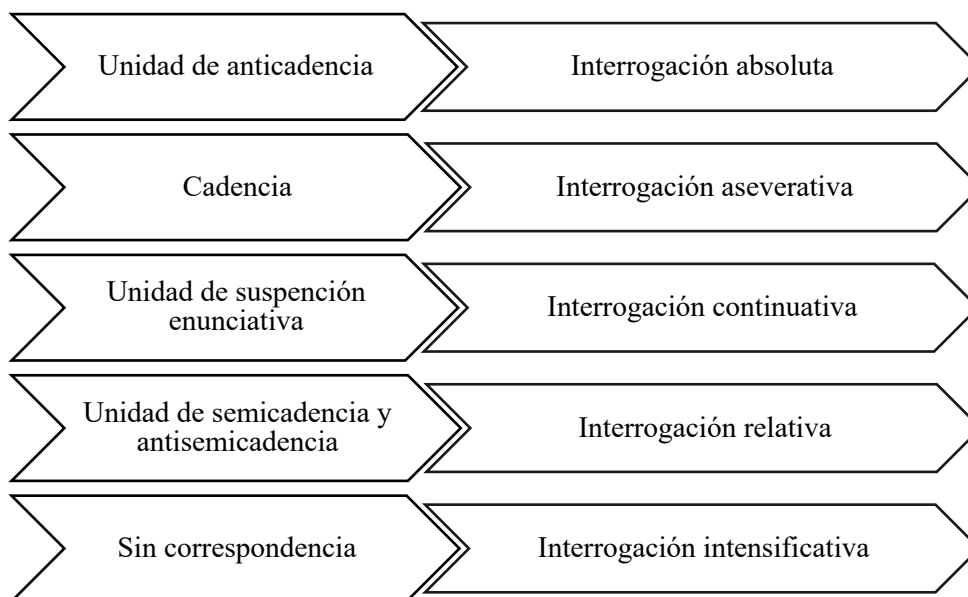 Unidad de anticadencia
Interrogación absoluta
Cadencia
Interrogación aseverativa
Unidad de suspención
enunciativa
Interrogación continuativa
Unidad de semicadencia y
antisemicadencia
Interrogación relativa
Sin correspondencia
Interrogación intensificativa